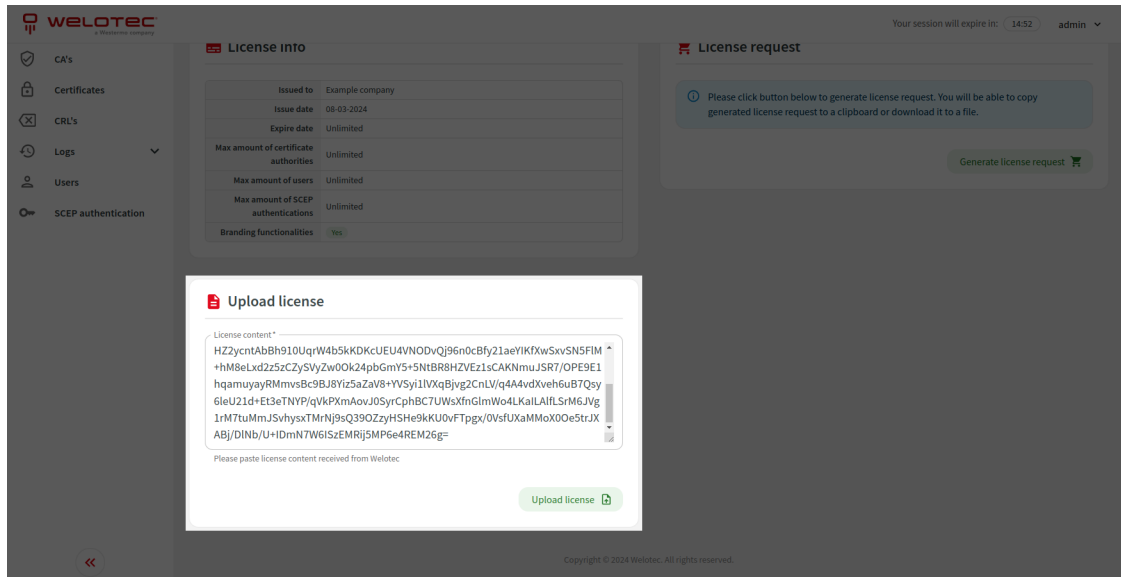 WELOTEC
a Westermo company
Your session will expire in: 14:52 admin
CA's
Certificates
CRL's
Logs
Users
SCEP authentication
License info
Issued to Example company
Issue date 08-03-2024
Expire date Unlimited
Max amount of certificate
authorities Unlimited
Max amount of users Unlimited
Max amount of SCEP
authentications Unlimited
Branding functionalities Yes
License request
Please click button below to generate license request. You will be able to copy
generated license request to a clipboard or download it to a file.
Generate license request
Upload license
License content *
HZ2ycntAbBh910UqrW4b5kKDKcUEU4VNODvQj96n0cBfy21aeYIKfXwSxvSN5FlM
+hM8eLxd2z5zCZySVyZw0Ok24pbGmY5+5NtBR8HZVEz1sCAKNmuJSR7/OPE9E1
hqamuyayRMmvsBc9BJ8Yiz5aZaV8+YVSyi1lVXqBjvg2CnLV/q4A4vdXveh6uB7Qsy
6leU21d+Et3eTNYP/qVkPXmAovJ0SyrCphBC7UWsXfnGlmWo4LKaILAIfLSrM6JVg
1rM7tuMmJSvhysxTMrNj9sQ39OZzyHSHe9kKU0vFTpgx/0VsfUXaMMoX0Oe5trJX
ABj/DlNb/U+IDmN7W6ISzEMRij5MP6e4REM26g=
Please paste license content received from Welotec
Upload license
Copyright © 2024 Welotec. All rights reserved.